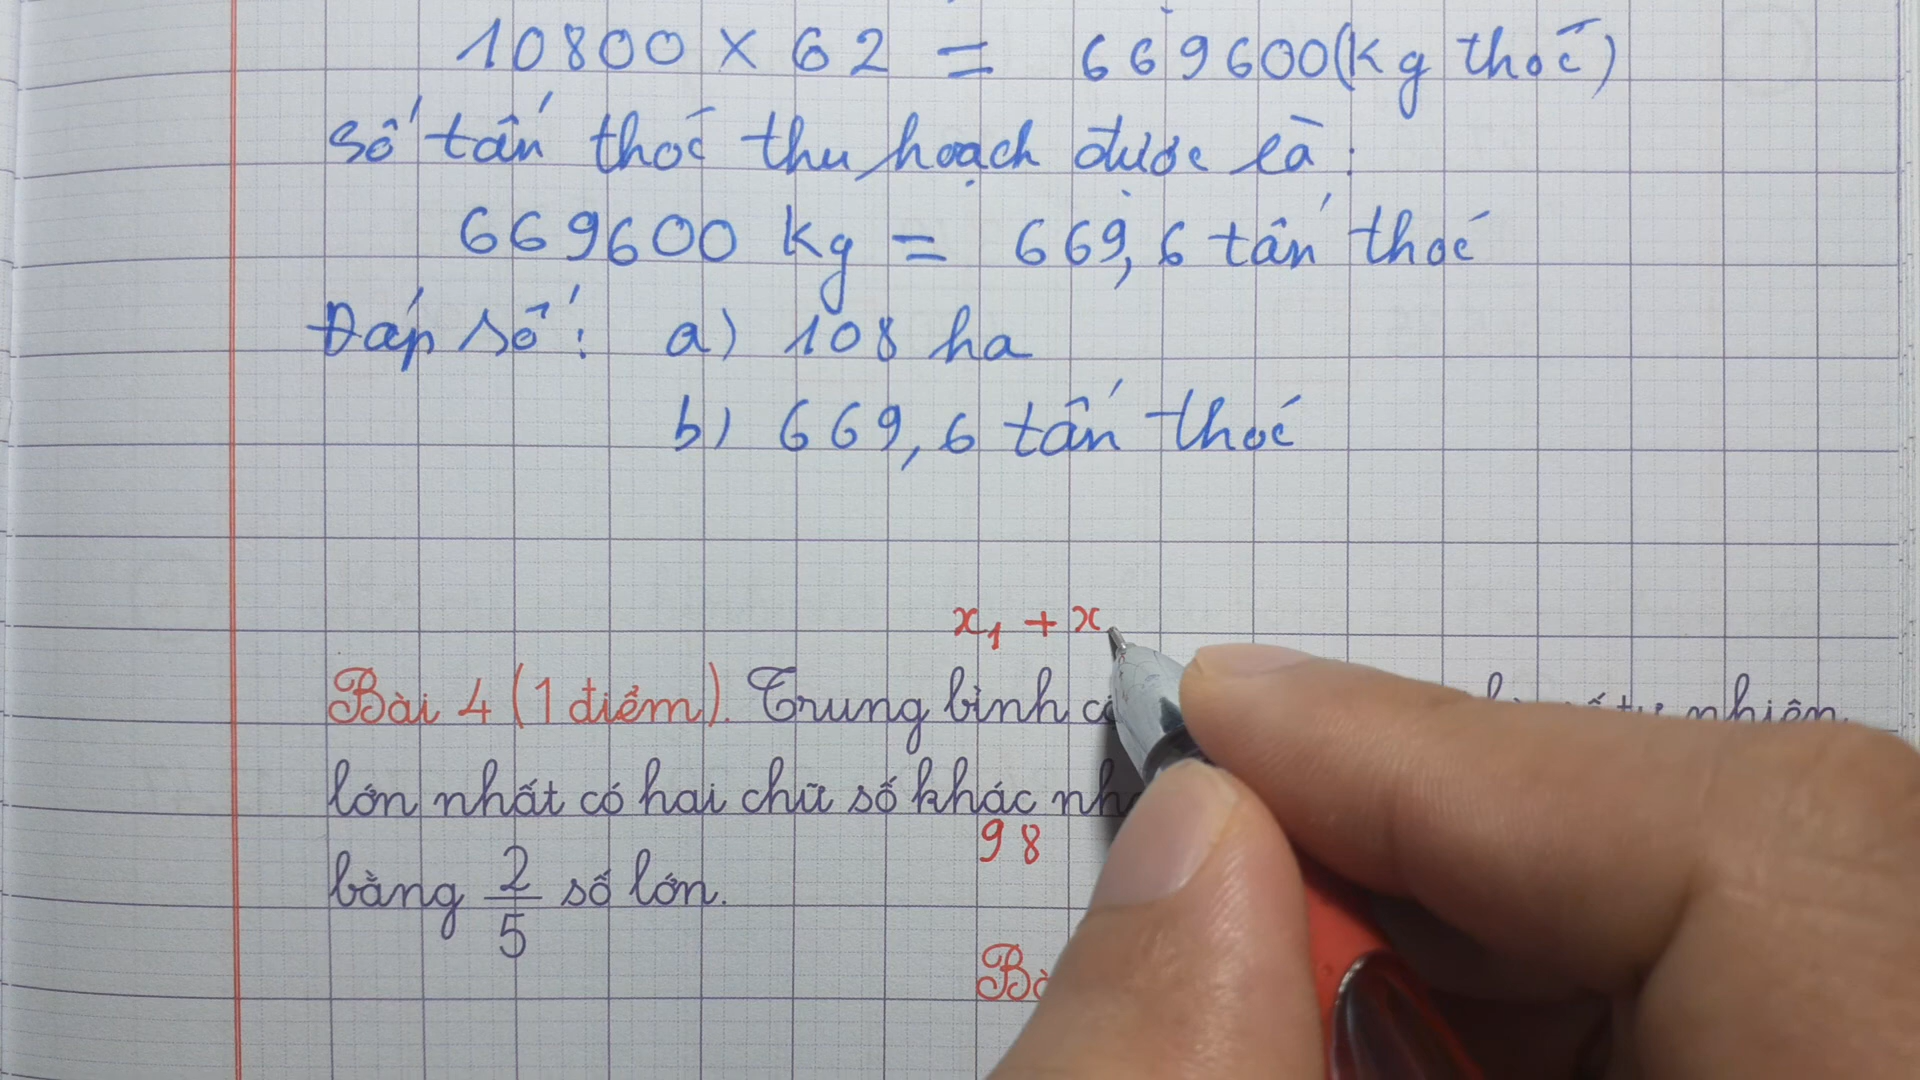 10800 x 62 = 669600(kg thóc)
Số tấn thóc thu hoạch được là:
669600 kg = 669,6 tấn thóc
Đáp số: a) 108 ha
b) 669,6 tấn thóc
x₁ + x
Bài 4 (1 điểm). Trung bình nhiên
lớn nhất có hai chữ số khác
98
bằng 2/5 số lớn.